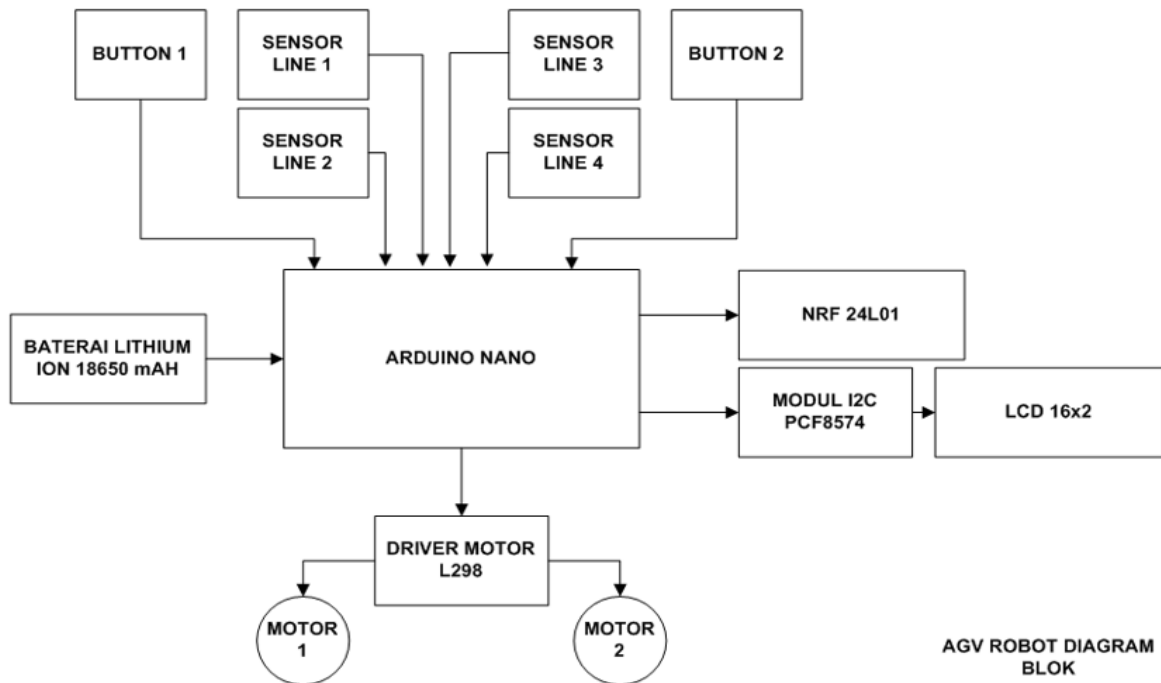 BUTTON 1
SENSOR
LINE 1
SENSOR
LINE 3
BUTTON 2
SENSOR
LINE 2
SENSOR
LINE 4
BATERAI LITHIUM
ION 18650 mAH
ARDUINO NANO
NRF 24L01
MODUL I2C
PCF8574
LCD 16x2
DRIVER MOTOR
L298
MOTOR
1
MOTOR
2
AGV ROBOT DIAGRAM
BLOK